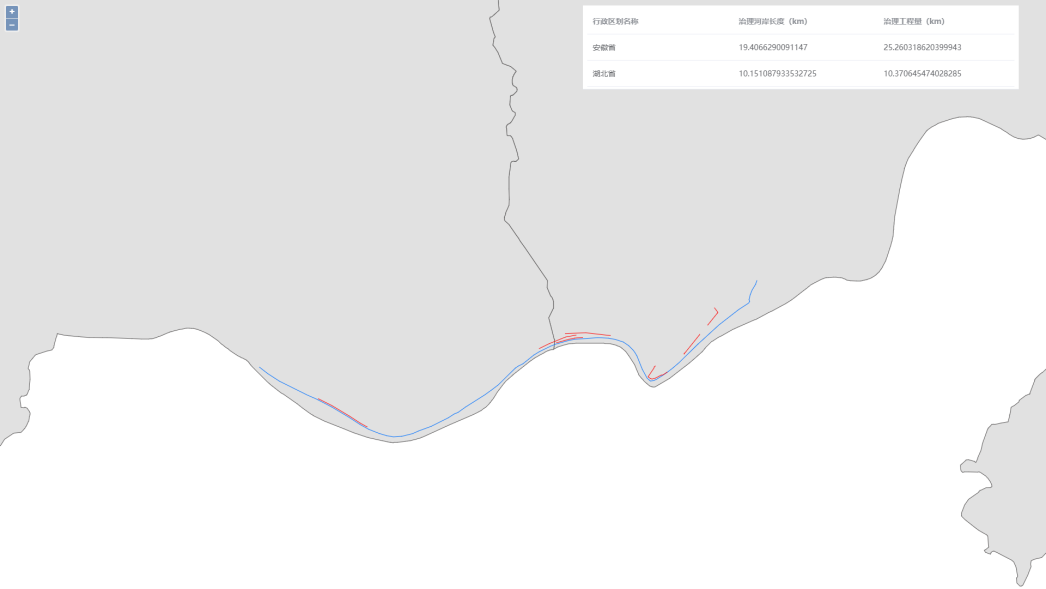 +
−
行政区划名称 治理河岸长度（km） 治理工程量（km）
安徽省 19.4066290091147 25.260318620399943
湖北省 10.151087933532725 10.370645474028285